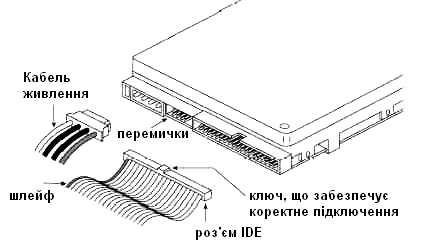 Кабель
живлення
перемички
шлейф
ключ, що забезпечує
коректне підключення
роз'єм IDE